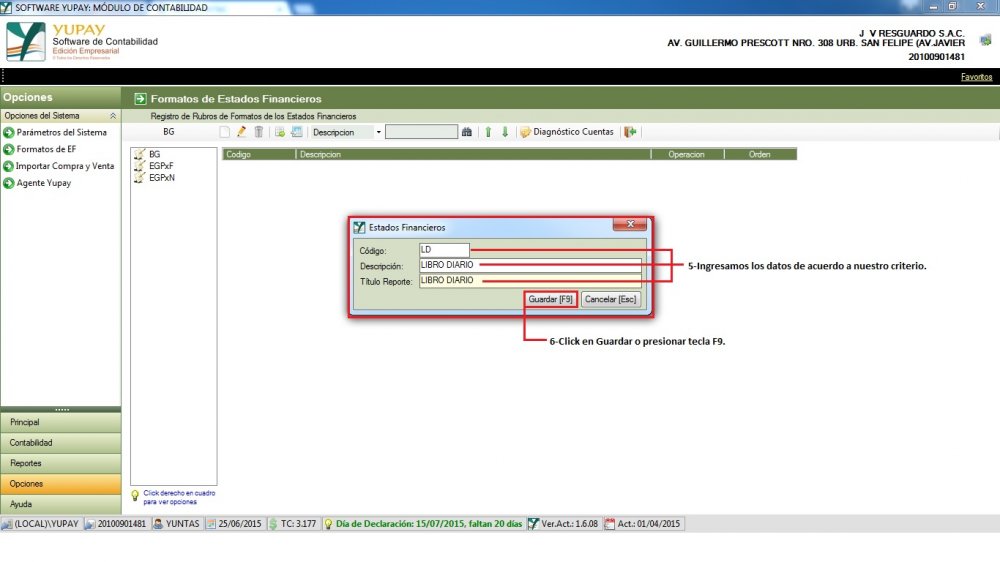 SOFTWARE YUPAY: MÓDULO DE CONTABILIDAD
YUPAY
Software de Contabilidad
Edición Empresarial
© Todos los Derechos Reservados
J V RESGUARDO S.A.C.
AV. GUILLERMO PRESCOTT NRO. 308 URB. SAN FELIPE (AV.JAVIER
20100901481
Favoritos
Opciones
Formatos de Estados Financieros
Opciones del Sistema
Registro de Rubros de Formatos de los Estados Financieros
Parámetros del Sistema
BG
Descripcion
Diagnóstico Cuentas
Formatos de EF
Importar Compra y Venta
Agente Yupay
BG
EGPxF
EGPxN
Codigo
Descripcion
Operacion
Orden
Estados Financieros
Código:
LD
Descripción:
LIBRO DIARIO
Título Reporte:
LIBRO DIARIO
Guardar [F9]
Cancelar [Esc]
5-Ingresamos los datos de acuerdo a nuestro criterio.
6-Click en Guardar o presionar tecla F9.
Principal
Contabilidad
Reportes
Opciones
Ayuda
Click derecho en cuadro
para ver opciones
(LOCAL)\YUPAY
20100901481
YUNTAS
25/06/2015
TC: 3.177
Día de Declaración: 15/07/2015, faltan 20 días
Ver.Act.: 1.6.08
Act.: 01/04/2015